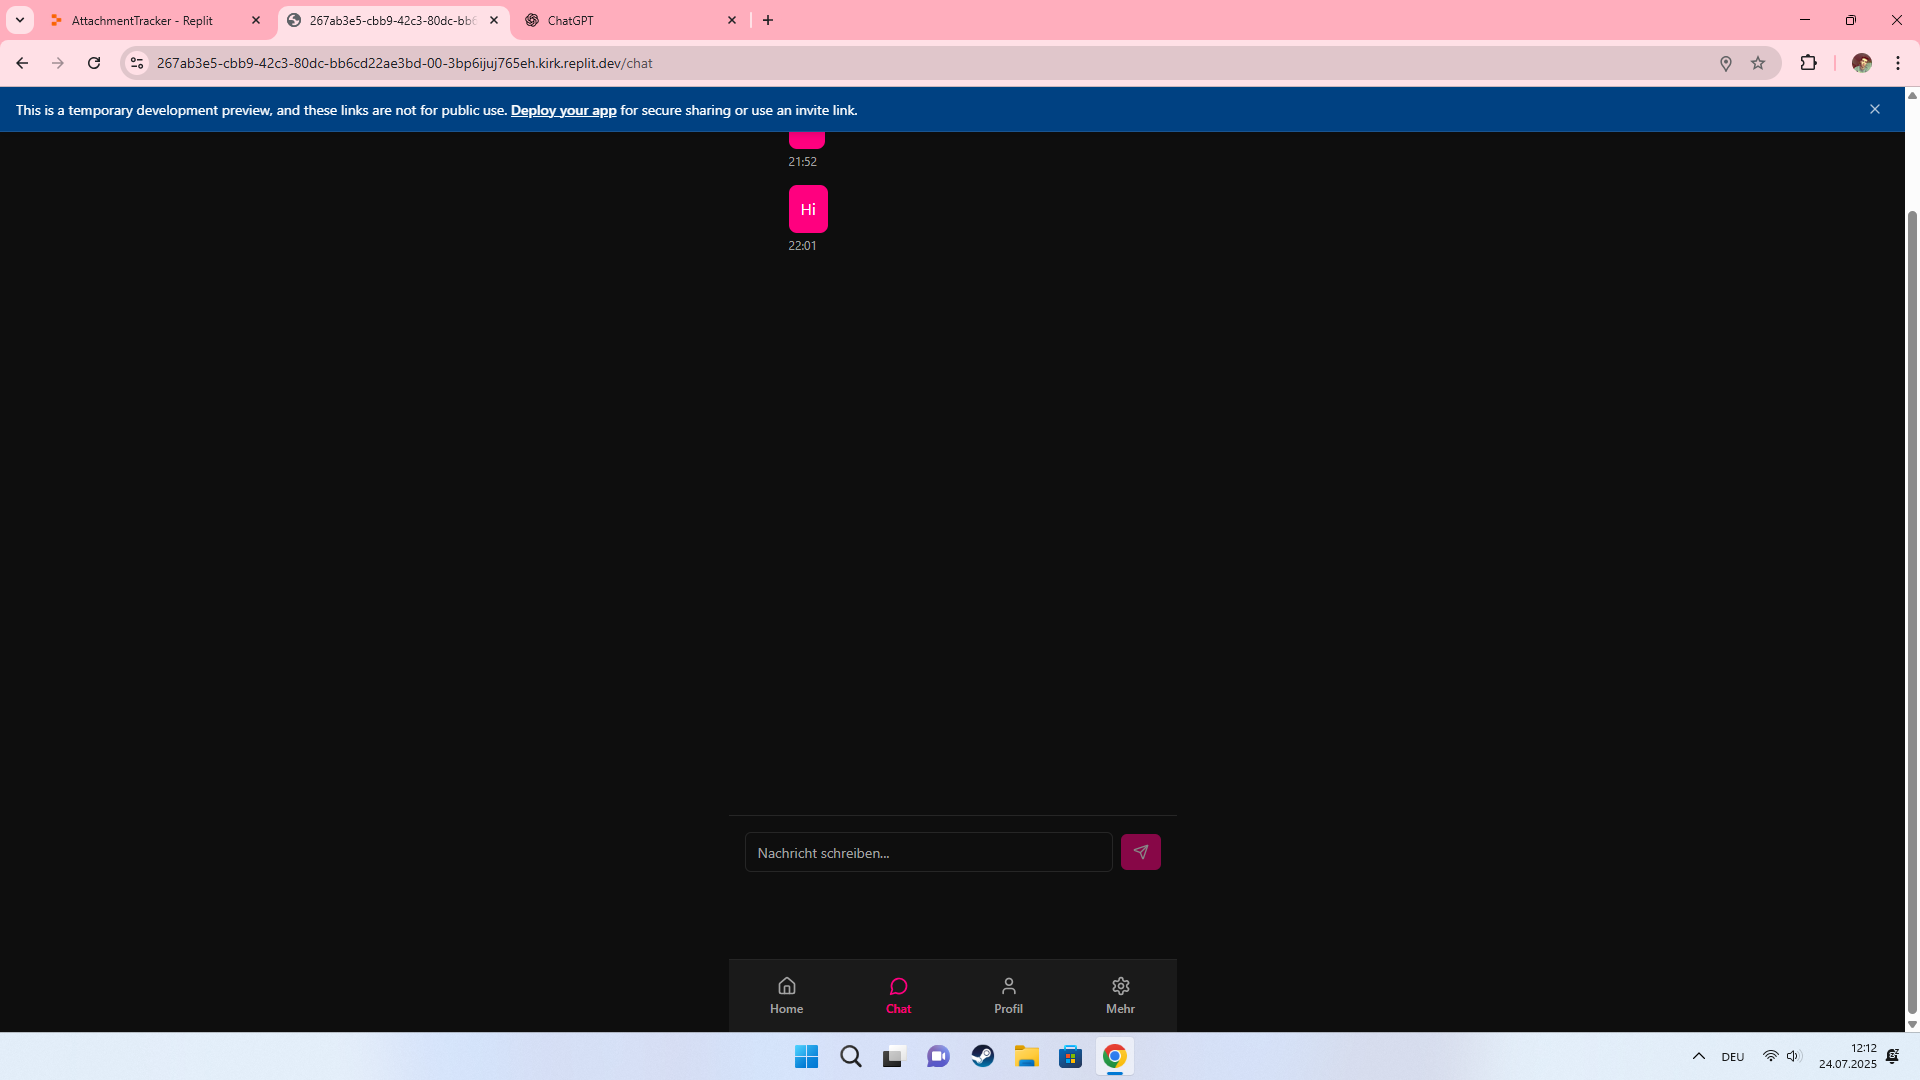 AttachmentTracker - Replit
267ab3e5-cbb9-42c3-80dc-bb6
ChatGPT
267ab3e5-cbb9-42c3-80dc-bb6cd22ae3bd-00-3bp6ijuj765eh.kirk.replit.dev/chat
This is a temporary development preview, and these links are not for public use. Deploy your app for secure sharing or use an invite link.
21:52
Hi
22:01
Nachricht schreiben...
Home
Chat
Profil
Mehr
DEU
12:12
24.07.2025